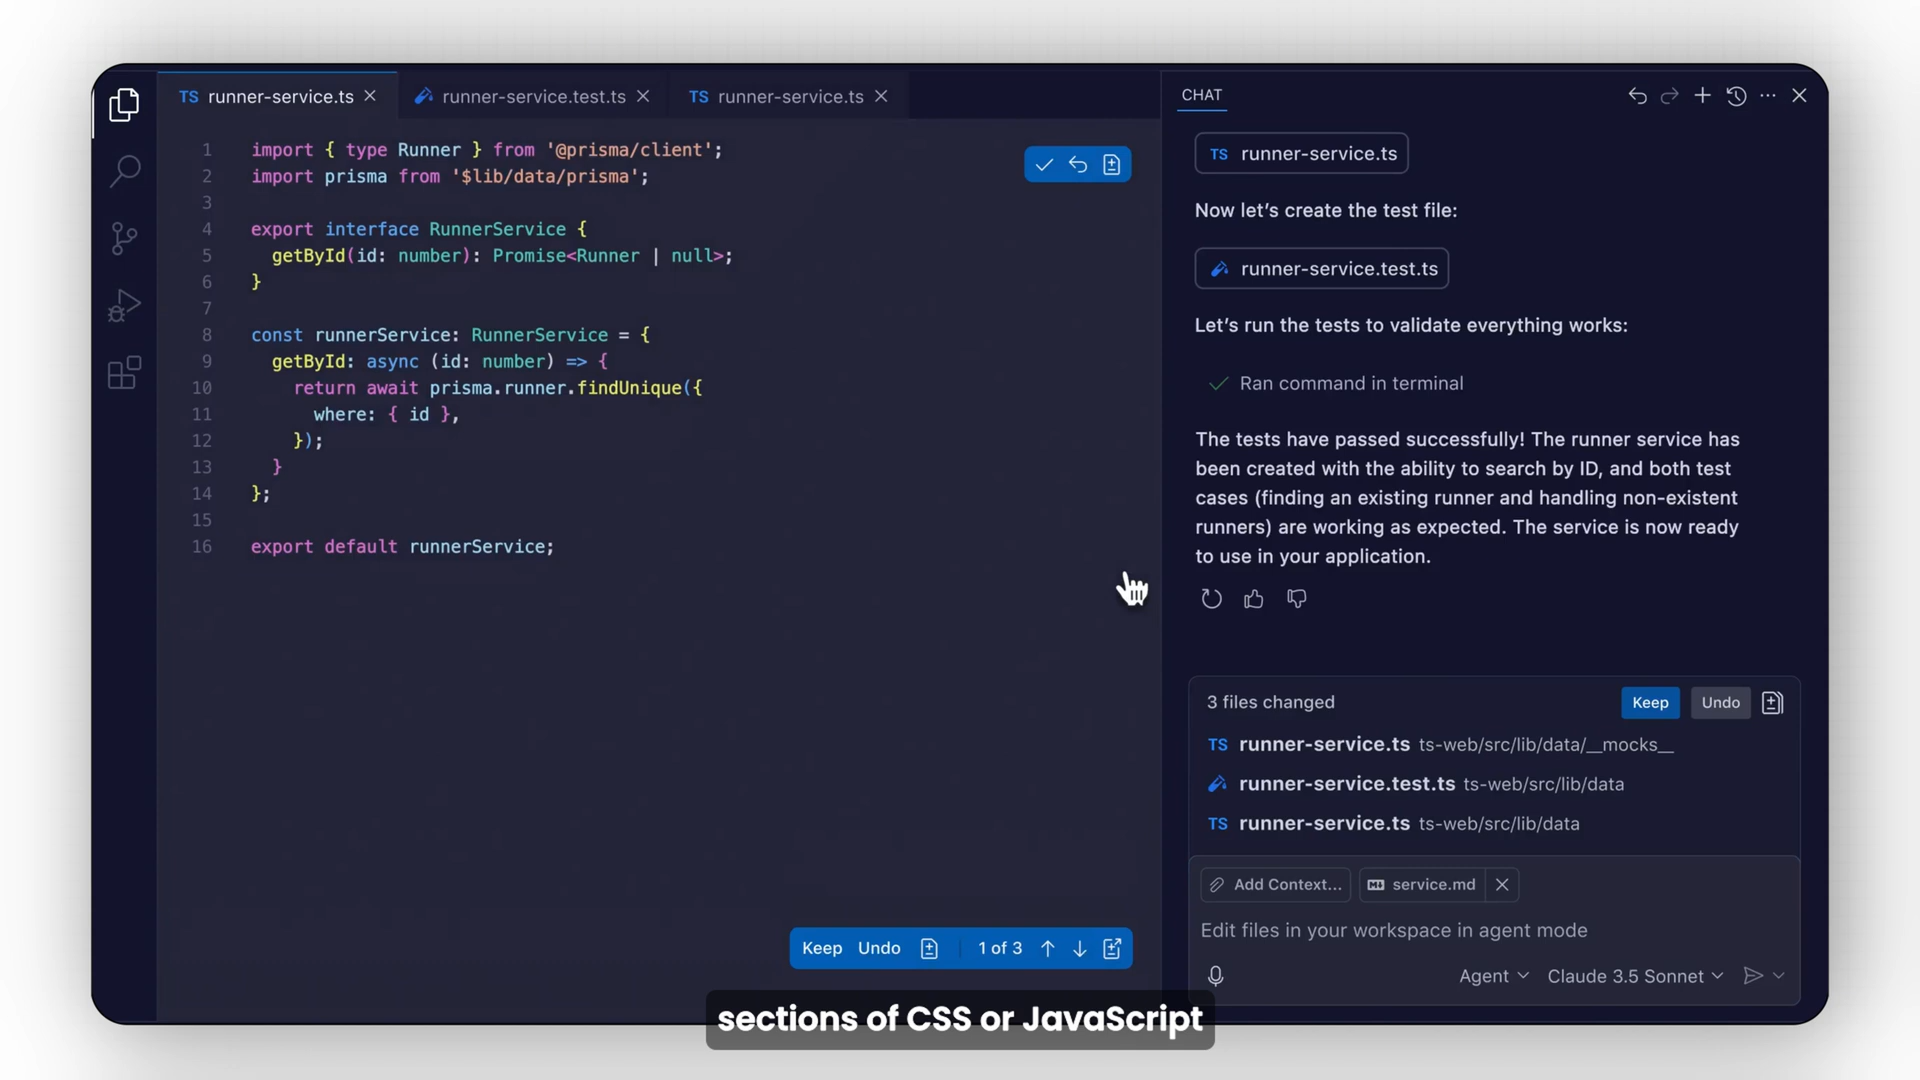 TS runner-service.ts
runner-service.test.ts
TS runner-service.ts
1 import { type Runner } from '@prisma/client';
2 import prisma from '$lib/data/prisma';
3
4 export interface RunnerService {
5 getById(id: number): Promise<Runner | null>;
6 }
7
8 const runnerService: RunnerService = {
9 getById: async (id: number) => {
10 return await prisma.runner.findUnique({
11 where: { id },
12 });
13 }
14 };
15
16 export default runnerService;
Keep Undo 1 of 3
CHAT
TS runner-service.ts
Now let's create the test file:
runner-service.test.ts
Let's run the tests to validate everything works:
Ran command in terminal
The tests have passed successfully! The runner service has
been created with the ability to search by ID, and both test
cases (finding an existing runner and handling non-existent
runners) are working as expected. The service is now ready
to use in your application.
3 files changed Keep Undo
TS runner-service.ts ts-web/src/lib/data/__mocks__
runner-service.test.ts ts-web/src/lib/data
TS runner-service.ts ts-web/src/lib/data
Add Context... service.md
Edit files in your workspace in agent mode
Agent Claude 3.5 Sonnet
sections of CSS or JavaScript